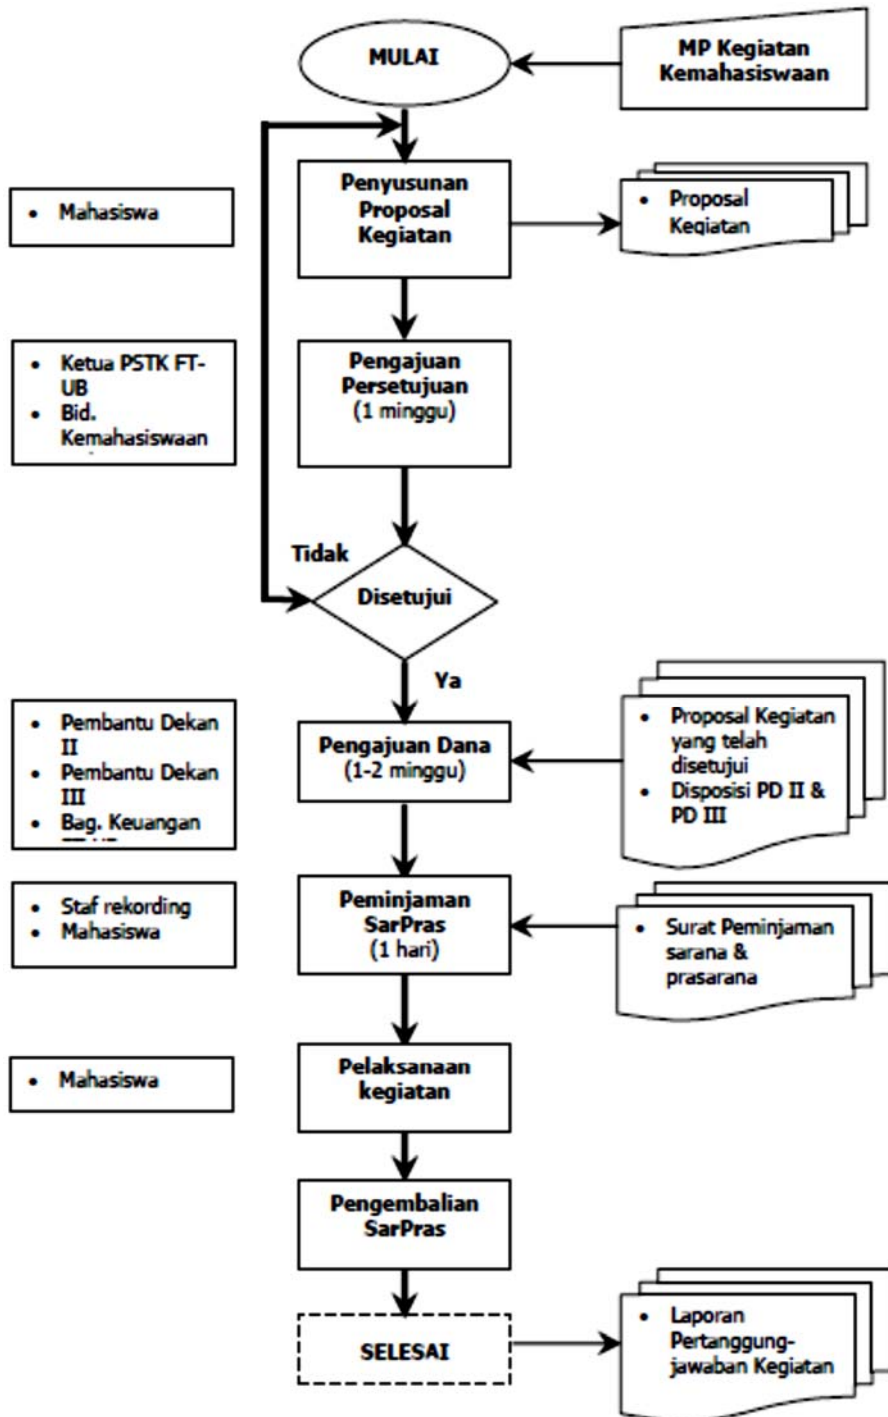 MULAI
MP Kegiatan
Kemahasiswaan
• Mahasiswa
Penyusunan
Proposal
Kegiatan
• Proposal
Kegiatan
• Ketua PSTK FT-
UB
• Bid.
Kemahasiswaan
Pengajuan
Persetujuan
(1 minggu)
Tidak
Disetujui
Ya
• Pembantu Dekan
II
• Pembantu Dekan
III
• Bag. Keuangan
Pengajuan Dana
(1-2 minggu)
• Proposal Kegiatan
yang telah
disetujui
• Disposisi PD II &
PD III
• Staf rekording
• Mahasiswa
Peminjaman
SarPras
(1 hari)
• Surat Peminjaman
sarana &
prasarana
• Mahasiswa
Pelaksanaan
kegiatan
Pengembalian
SarPras
SELESAI
• Laporan
Pertanggung-
jawaban Kegiatan